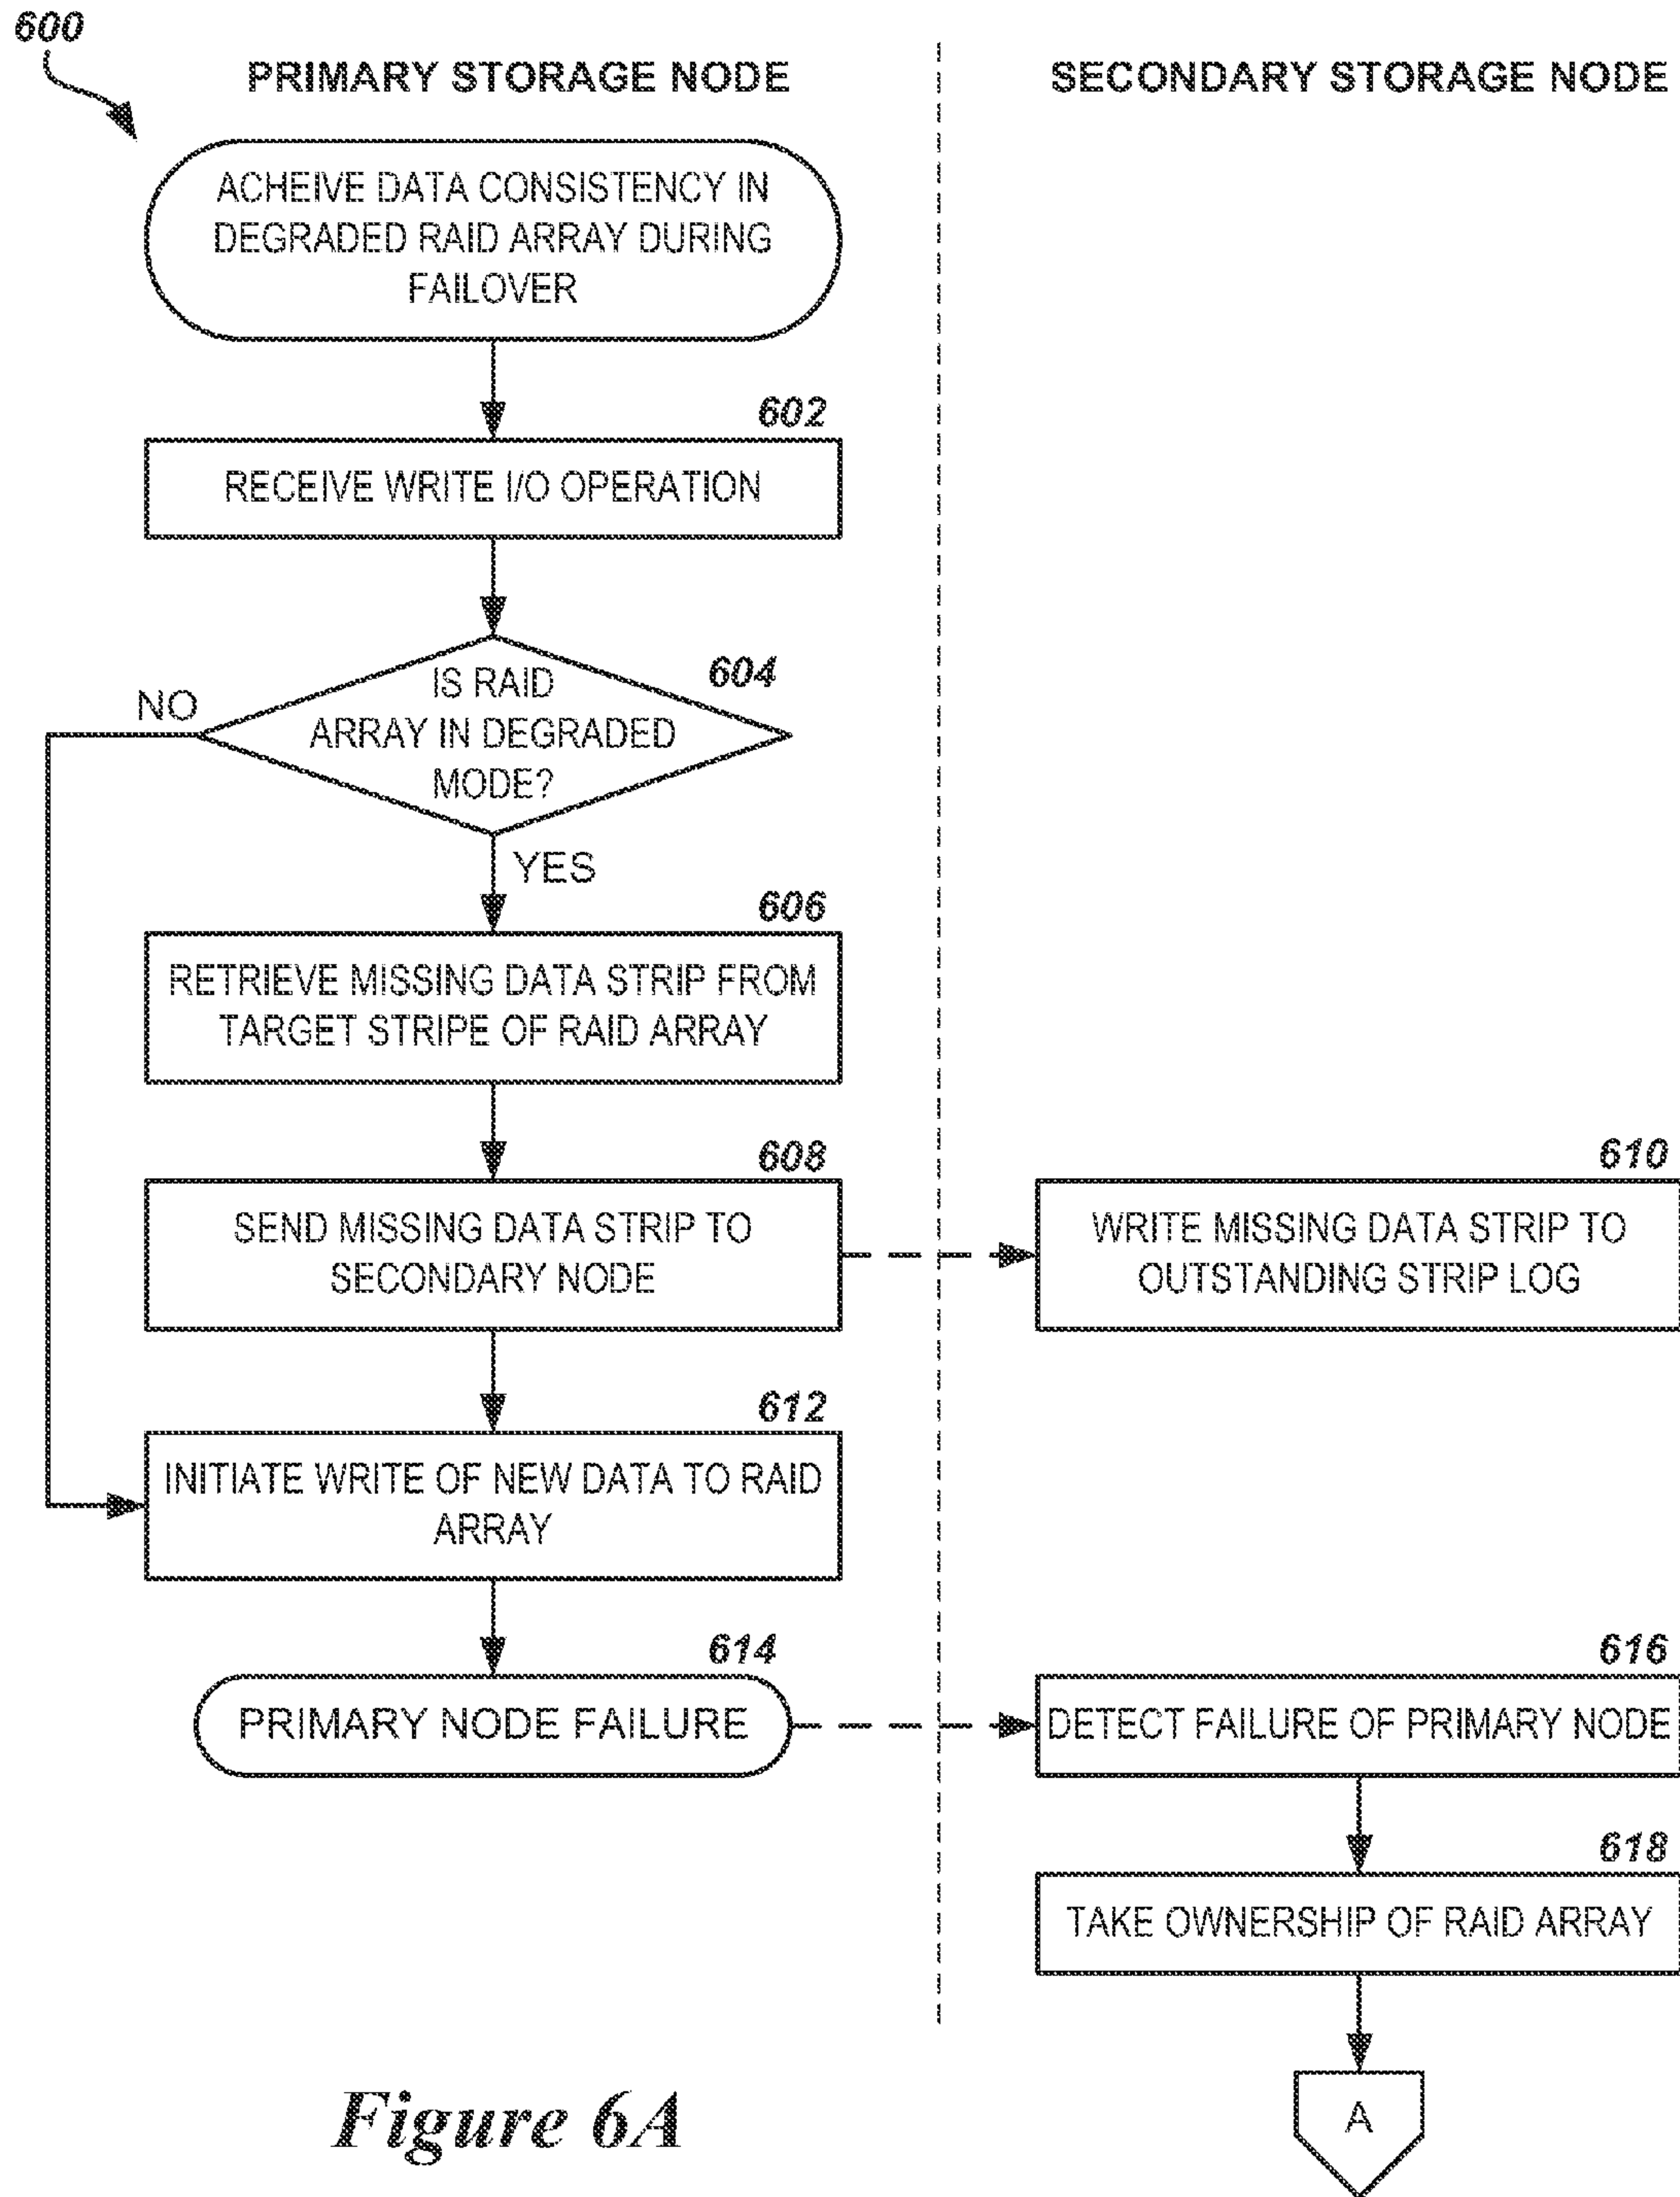 600
PRIMARY STORAGE NODE
SECONDARY STORAGE NODE
ACHEIVE DATA CONSISTENCY IN
DEGRADED RAID ARRAY DURING
FAILOVER
602
RECEIVE WRITE I/O OPERATION
604
IS RAID
ARRAY IN DEGRADED
MODE?
NO
YES
606
RETRIEVE MISSING DATA STRIP FROM
TARGET STRIPE OF RAID ARRAY
608
SEND MISSING DATA STRIP TO
SECONDARY NODE
610
WRITE MISSING DATA STRIP TO
OUTSTANDING STRIP LOG
612
INITIATE WRITE OF NEW DATA TO RAID
ARRAY
614
PRIMARY NODE FAILURE
616
DETECT FAILURE OF PRIMARY NODE
618
TAKE OWNERSHIP OF RAID ARRAY
A
Figure 6A